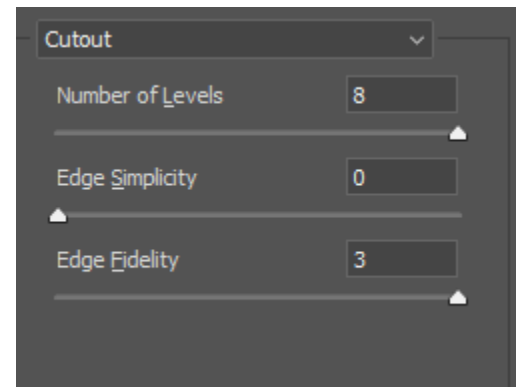 Cutout
Number of Levels 8
Edge Simplicity 0
Edge Fidelity 3